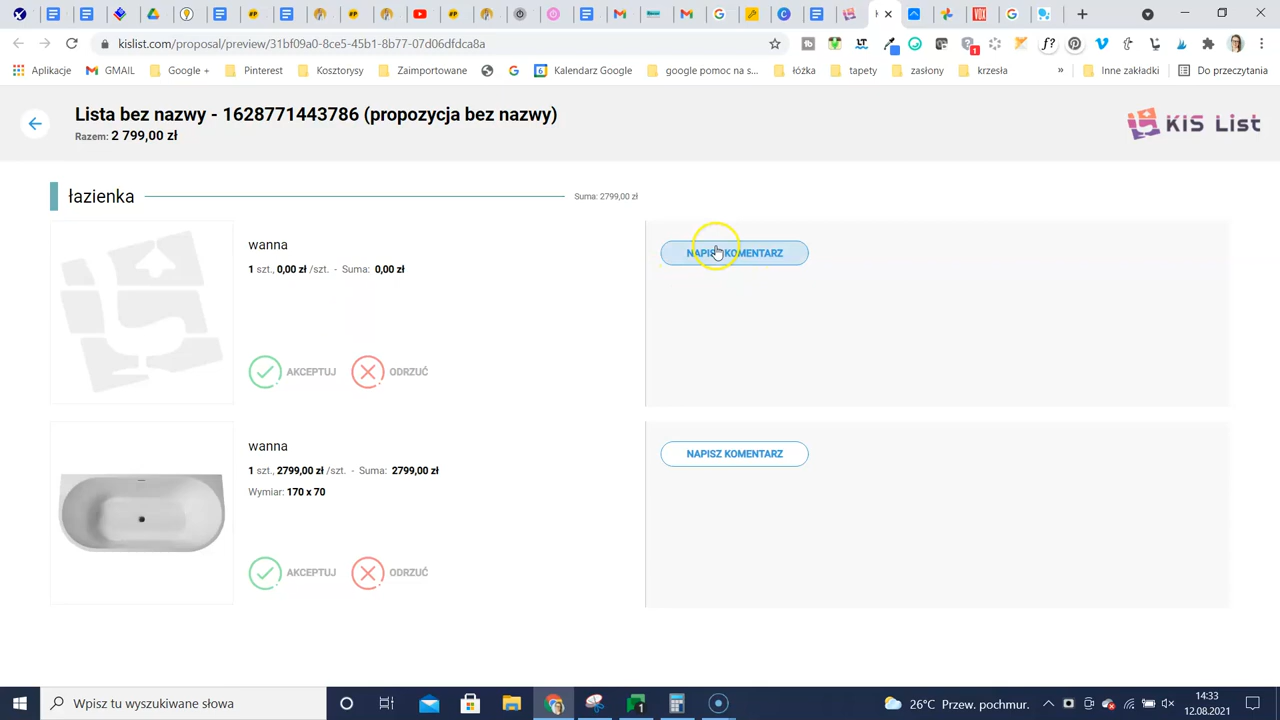 kislist.com/proposal/preview/21bf09a0-8ce5-45b1-8b77-07d06dfdca8a
Aplikacje GMAIL Google + Pinterest Kosztorysy Zaimportowane Kalendarz Google google pomoc na s... łóżka tapety zasłony krzesła » Inne zakładki Do przeczytania
Lista bez nazwy - 1628771443786 (propozycja bez nazwy)
Razem: 2 799,00 zł
KIS List
łazienka
Suma: 2799,00 zł
wanna
1 szt., 0,00 zł /szt. - Suma: 0,00 zł
AKCEPTUJ ODRZUĆ
NAPISZ KOMENTARZ
wanna
1 szt., 2799,00 zł /szt. - Suma: 2799,00 zł
Wymiar: 170 x 70
AKCEPTUJ ODRZUĆ
NAPISZ KOMENTARZ
Wpisz tu wyszukiwane słowa
26°C Przew. pochmur.
14:33
12.08.2021